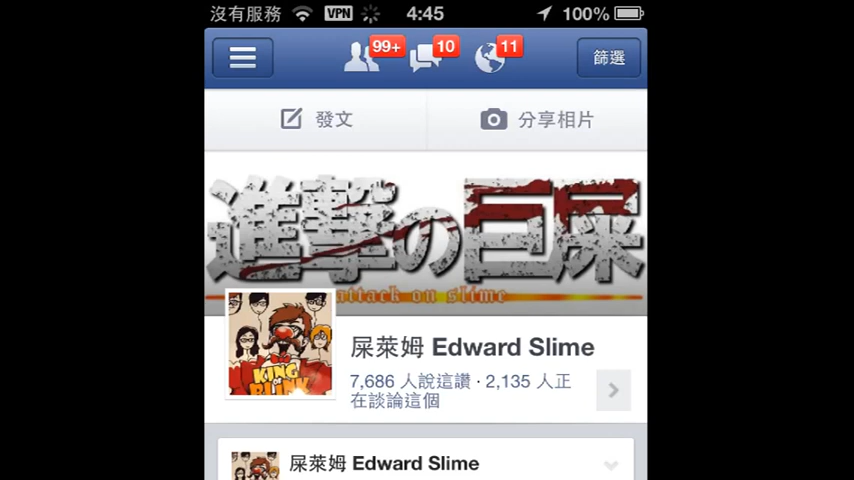 沒有服務 VPN 4:45 100%
99+ 10 11 篩選
發文 分享相片
進撃の巨屎
attack on slime
KING OF BLINK
屎萊姆 Edward Slime
7,686 人說這讚 · 2,135 人正
在談論這個
屎萊姆 Edward Slime